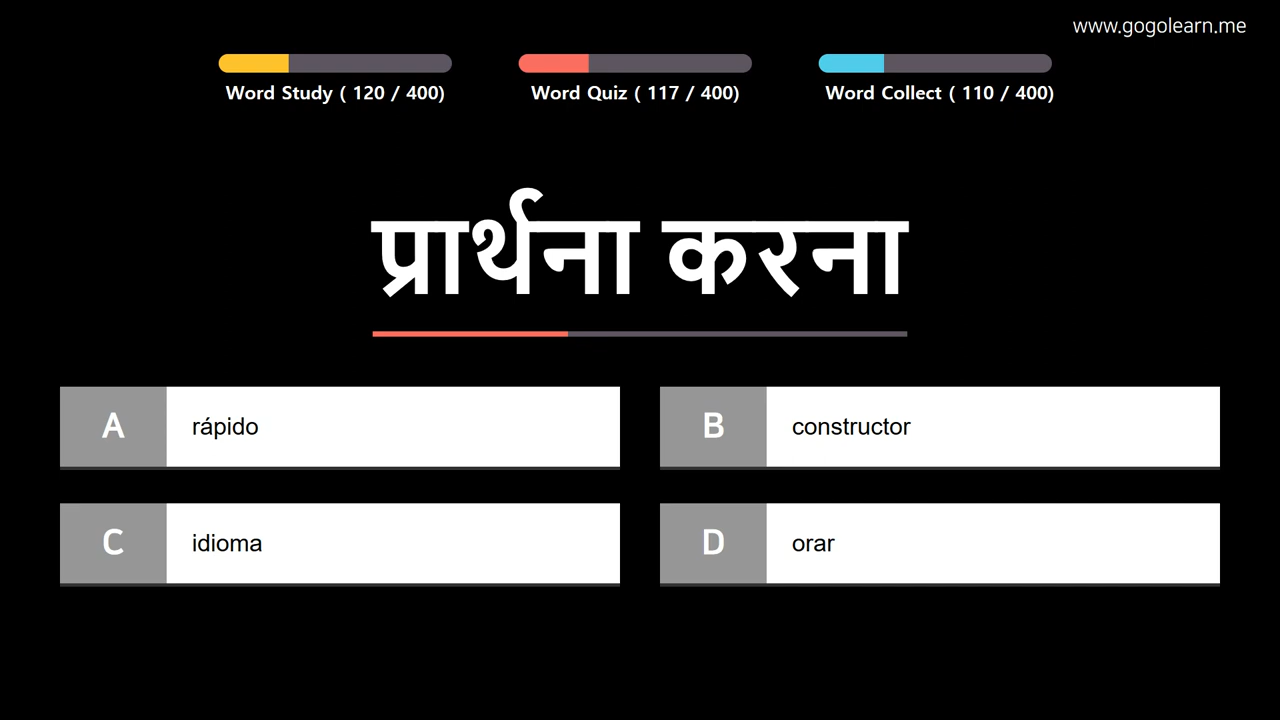 www.gogolearn.me
Word Study ( 120 / 400)
Word Quiz ( 117 / 400)
Word Collect ( 110 / 400)
प्रार्थना करना
A rápido
B constructor
C idioma
D orar